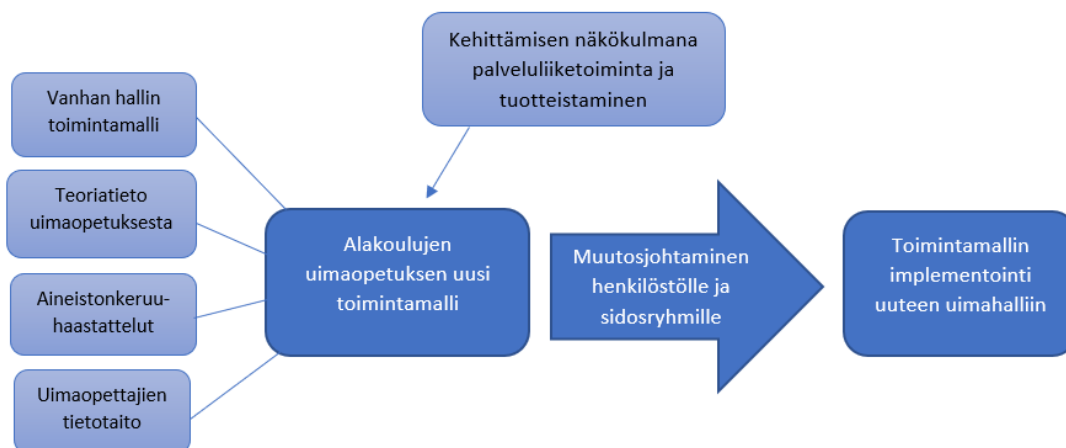 Kehittämisen näkökulmana
palveluliiketoiminta ja
tuotteistaminen
Vanhan hallin
toimintamalli
Teoriatieto
uimaopetuksesta
Aineistonkeruu-
haastattelut
Uimaopettajien
tietotaito
Alakoulujen
uimaopetuksen uusi
toimintamalli
Muutosjohtaminen
henkilöstölle ja
sidosryhmille
Toimintamallin
implementointi
uuteen uimahalliin